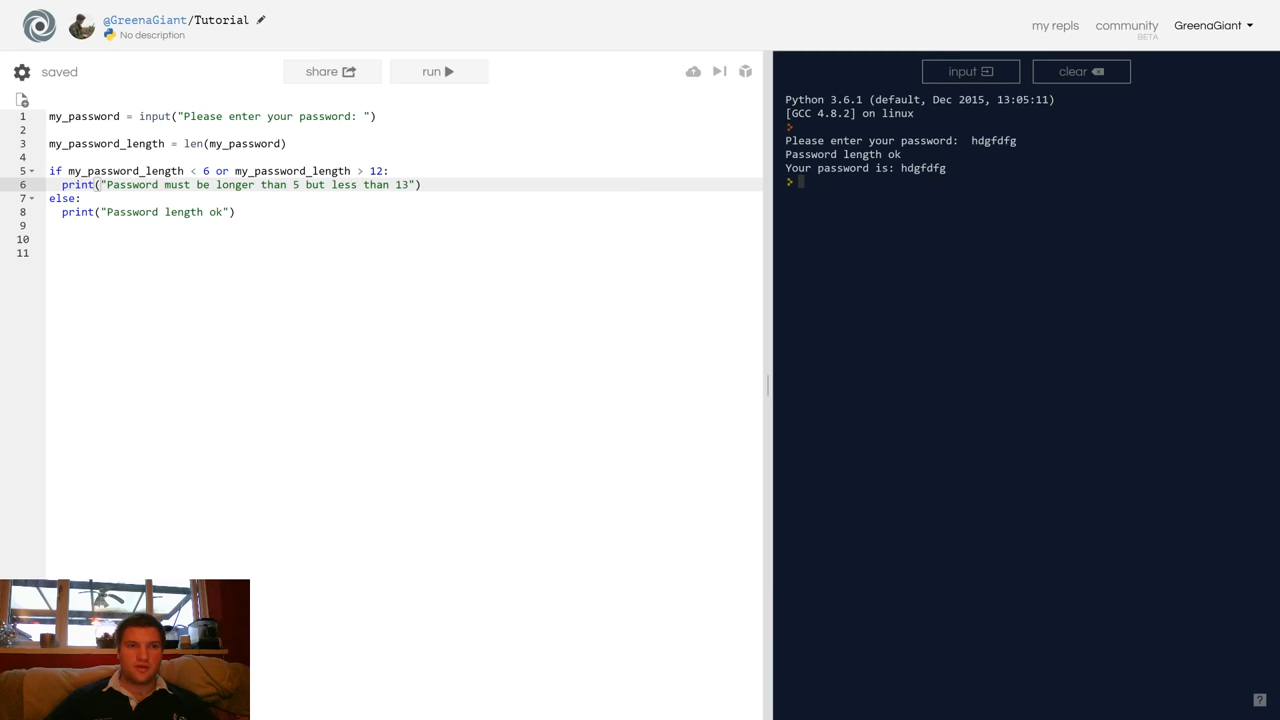 @GreenaGiant/Tutorial
No description
my repls
community
BETA
GreenaGiant
saved
share
run
input
clear
1 my_password = input("Please enter your password: ")
2
3 my_password_length = len(my_password)
4
5 if my_password_length < 6 or my_password_length > 12:
6 print("Password must be longer than 5 but less than 13")
7 else:
8 print("Password length ok")
9
10
11
Python 3.6.1 (default, Dec 2015, 13:05:11)
[GCC 4.8.2] on linux
Please enter your password:  hdgfdfg
Password length ok
Your password is: hdgfdfg
?